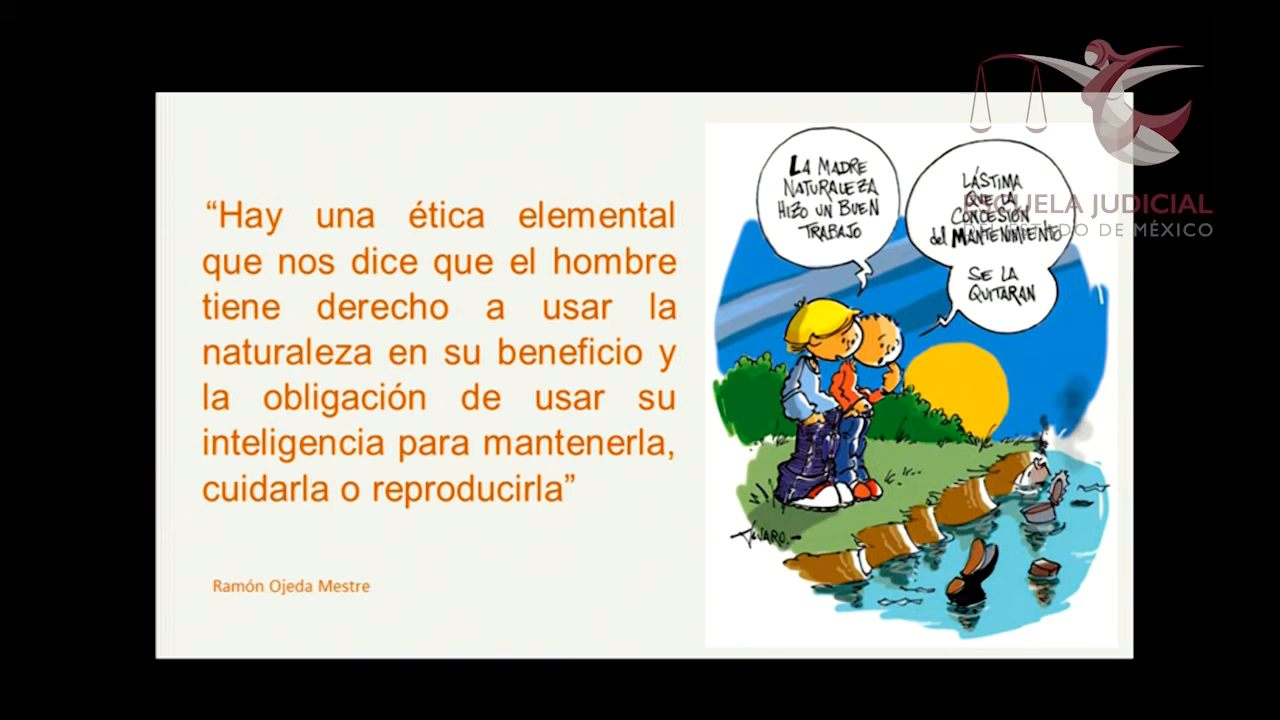 “Hay una ética elemental
que nos dice que el hombre
tiene derecho a usar la
naturaleza en su beneficio y
la obligación de usar su
inteligencia para mantenerla,
cuidarla o reproducirla”
Ramón Ojeda Mestre
LA MADRE
NATURALEZA
HIZO UN BUEN
TRABAJO
LÁSTIMA
QUE LA
CONCESIÓN
del MANTENIMIENTO
SE LA
QUITARAN
ESCUELA JUDICIAL
DEL ESTADO DE MÉXICO